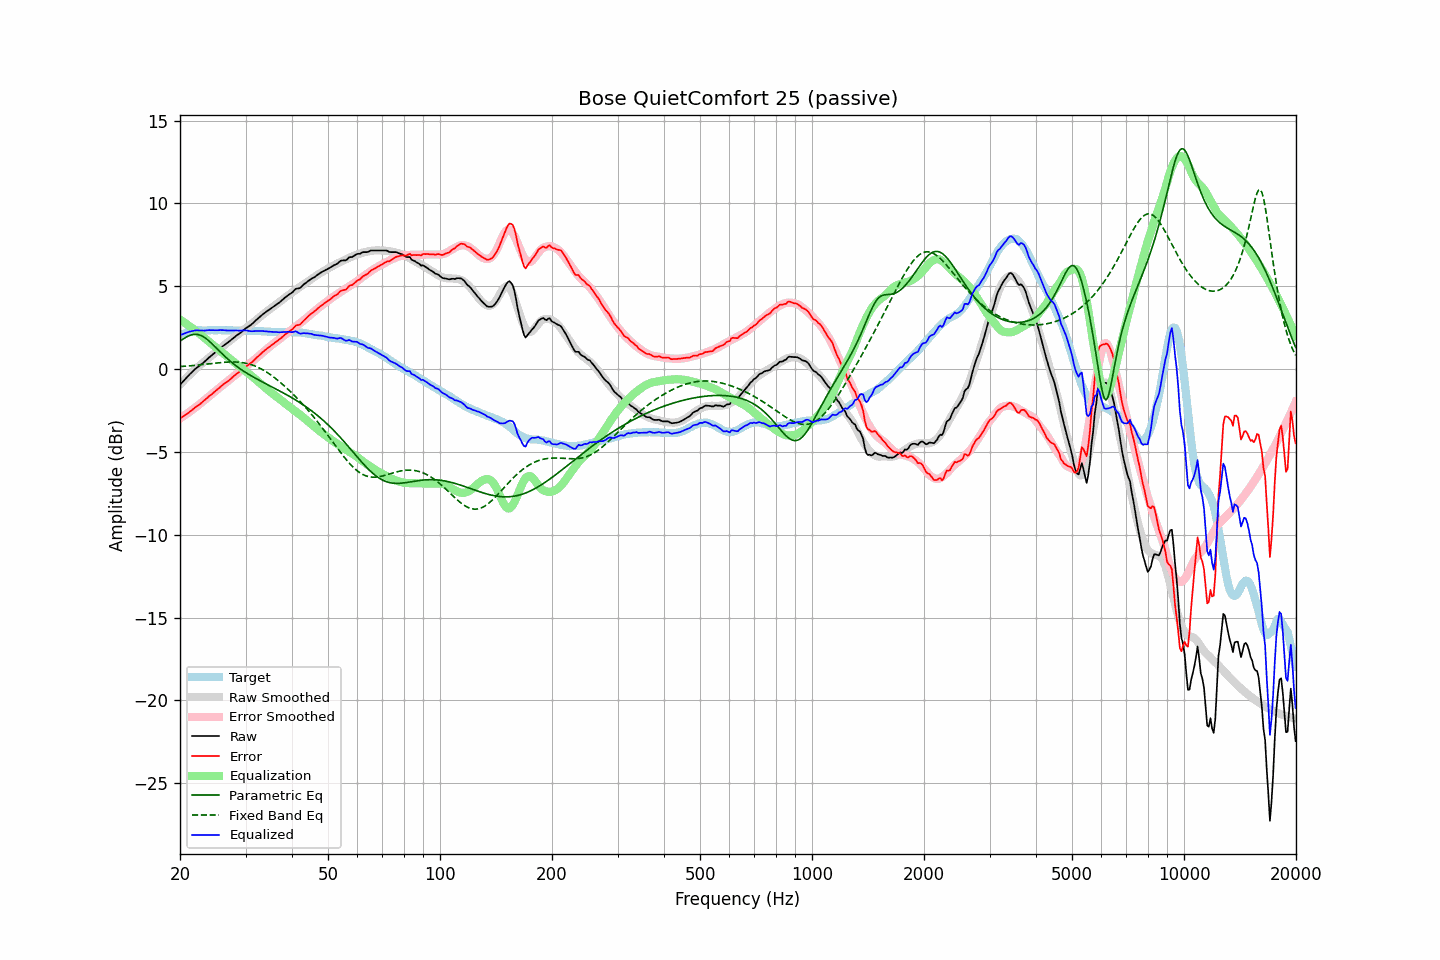 Bose QuietComfort 25 (passive)
15
10
5
0
−5
−10
−15
−20
−25
Amplitude (dBr)
Target
Raw Smoothed
Error Smoothed
Raw
Error
Equalization
Parametric Eq
Fixed Band Eq
Equalized
20 50 100 200 500 1000 2000 5000 10000 20000
Frequency (Hz)